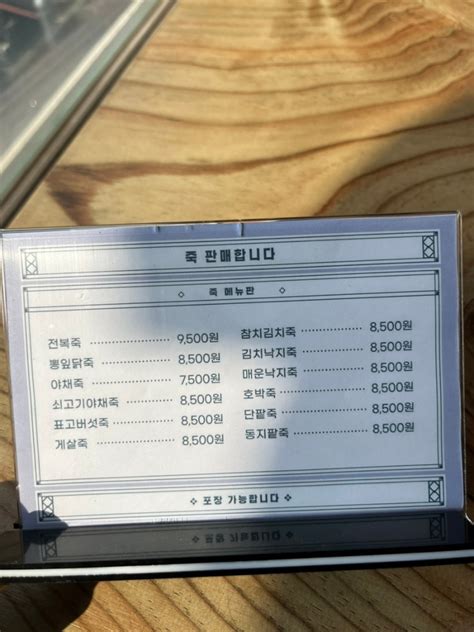 죽 판매합니다
죽 메뉴판
전복죽 9,500원
뽕잎닭죽 8,500원
야채죽 7,500원
쇠고기야채죽 8,500원
표고버섯죽 8,500원
게살죽 8,500원
참치김치죽 8,500원
김치낙지죽 8,500원
매운낙지죽 8,500원
호박죽 8,500원
단팥죽 8,500원
동지팥죽 8,500원
포장 가능합니다